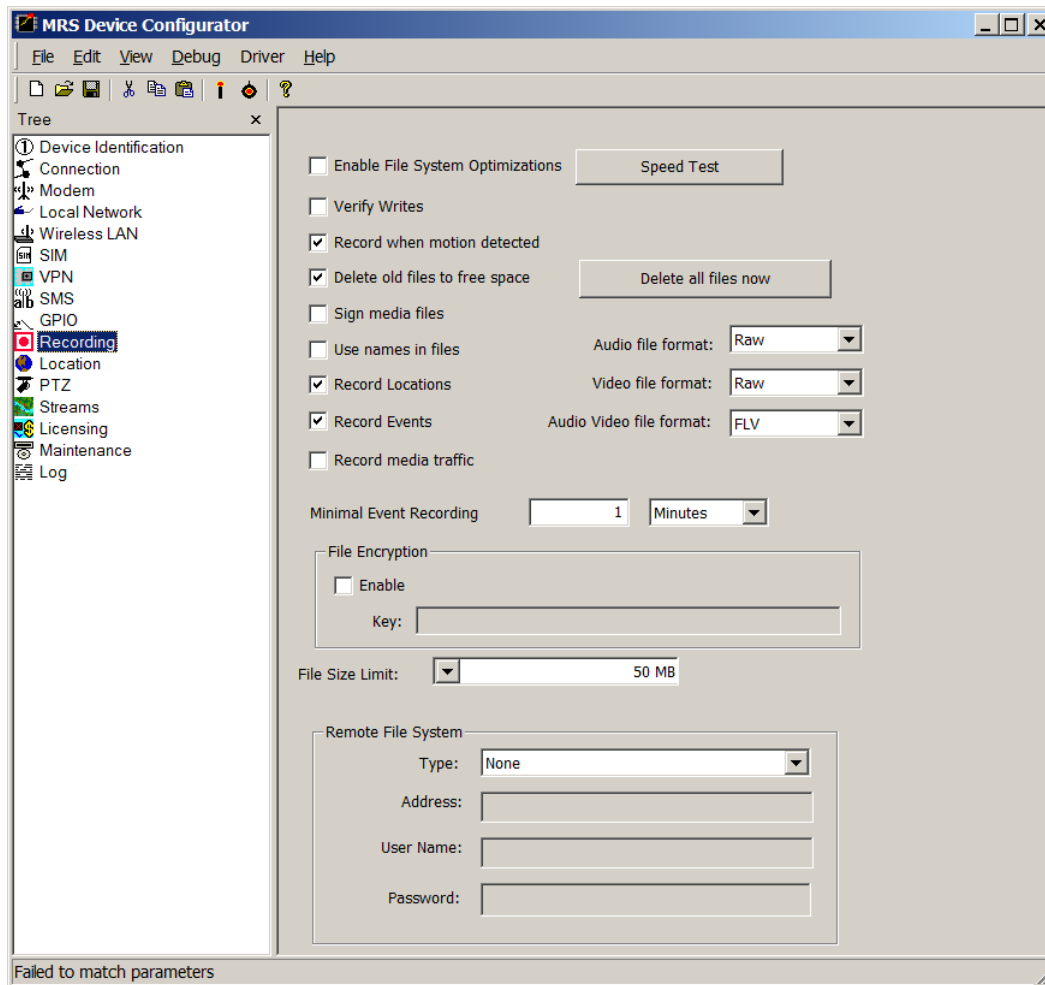 MRS Device Configurator
File Edit View Debug Driver Help
Tree
Device Identification
Connection
Modem
Local Network
Wireless LAN
SIM
VPN
SMS
GPIO
Recording
Location
PTZ
Streams
Licensing
Maintenance
Log
Enable File System Optimizations Speed Test
Verify Writes
Record when motion detected
Delete old files to free space Delete all files now
Sign media files
Use names in files Audio file format: Raw
Record Locations Video file format: Raw
Record Events Audio Video file format: FLV
Record media traffic
Minimal Event Recording 1 Minutes
File Encryption
Enable
Key:
File Size Limit: 50 MB
Remote File System
Type: None
Address:
User Name:
Password:
Failed to match parameters